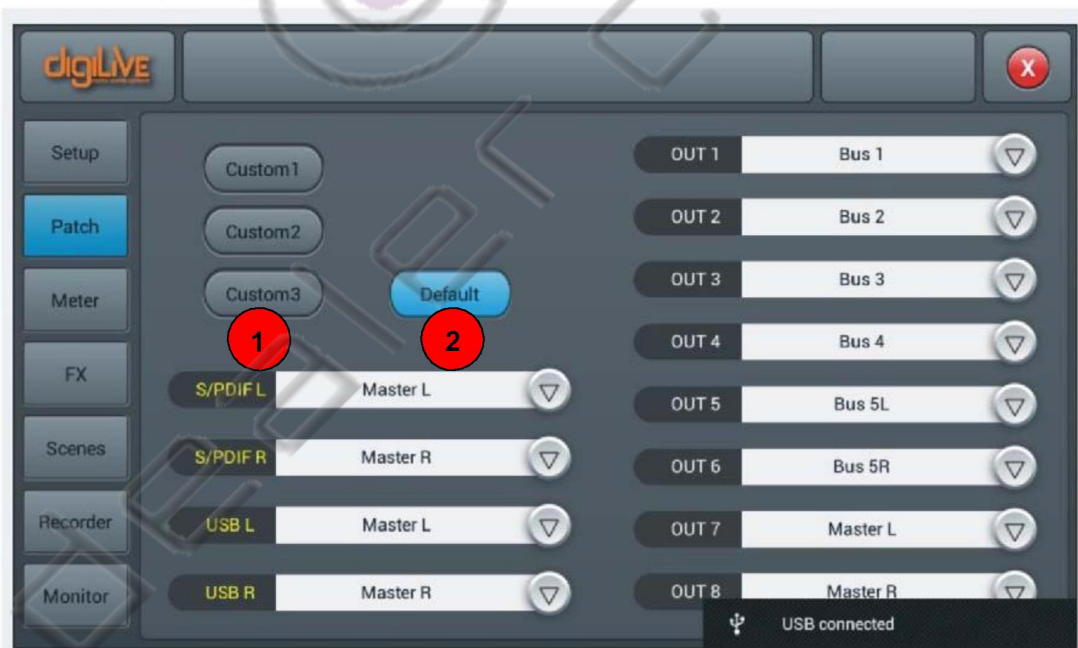 digiLivE
X
Setup
Patch
Meter
FX
Scenes
Recorder
Monitor
Custom1
Custom2
Custom3
Default
1
2
S/PDIF L Master L
S/PDIF R Master R
USB L Master L
USB R Master R
OUT 1 Bus 1
OUT 2 Bus 2
OUT 3 Bus 3
OUT 4 Bus 4
OUT 5 Bus 5L
OUT 6 Bus 5R
OUT 7 Master L
OUT 8 Master R
USB connected